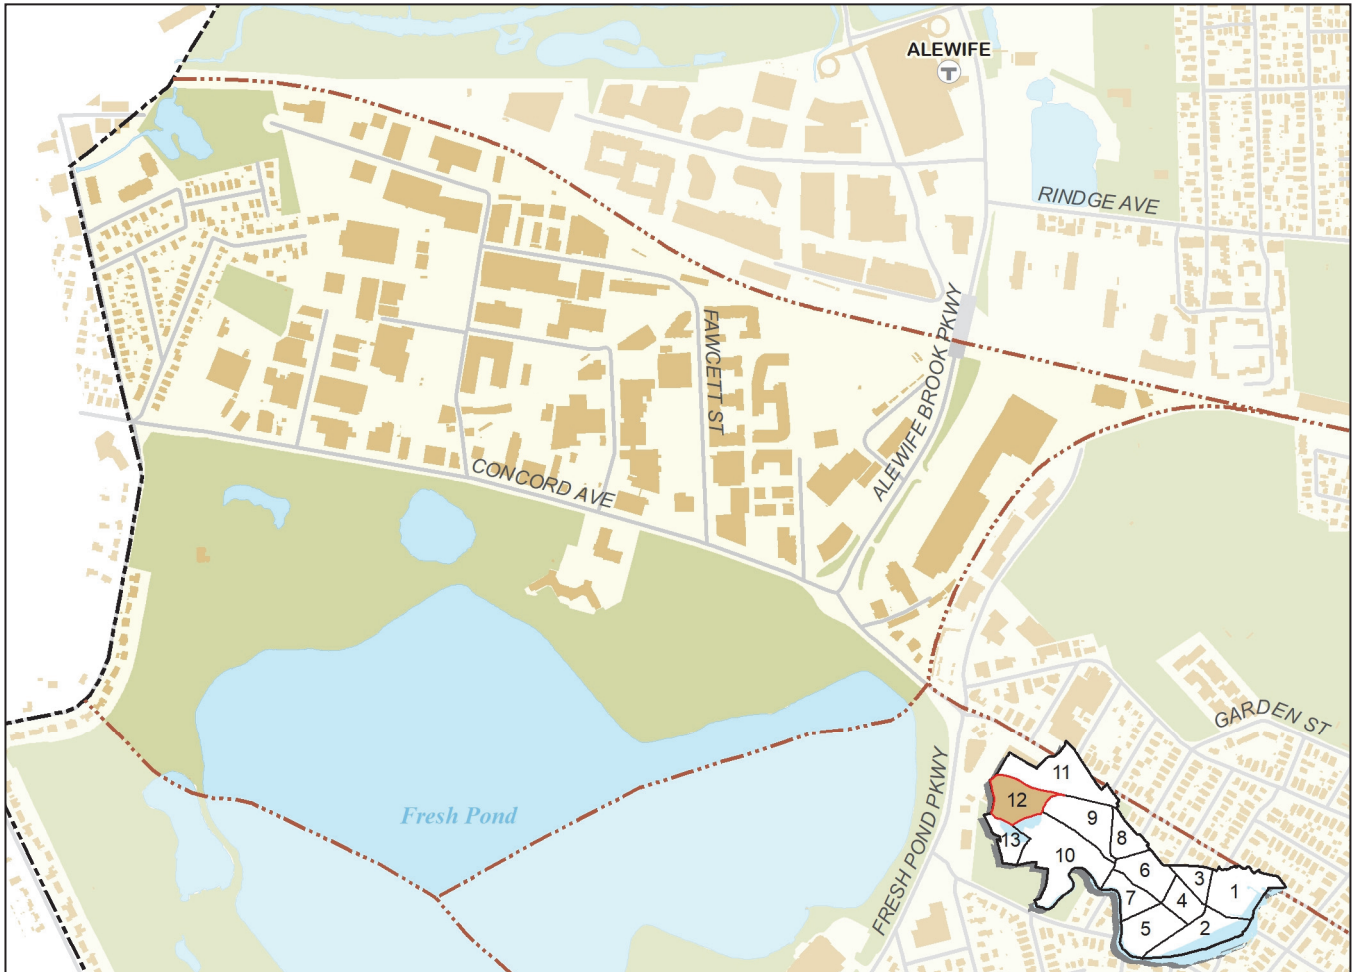 ALEWIFE
T
RINDGE AVE
ALEWIFE BROOK PKWY
FAWCETT ST
CONCORD AVE
GARDEN ST
Fresh Pond
FRESH POND PKWY
11
12
9
8
13
10
6
3
1
7
4
5
2